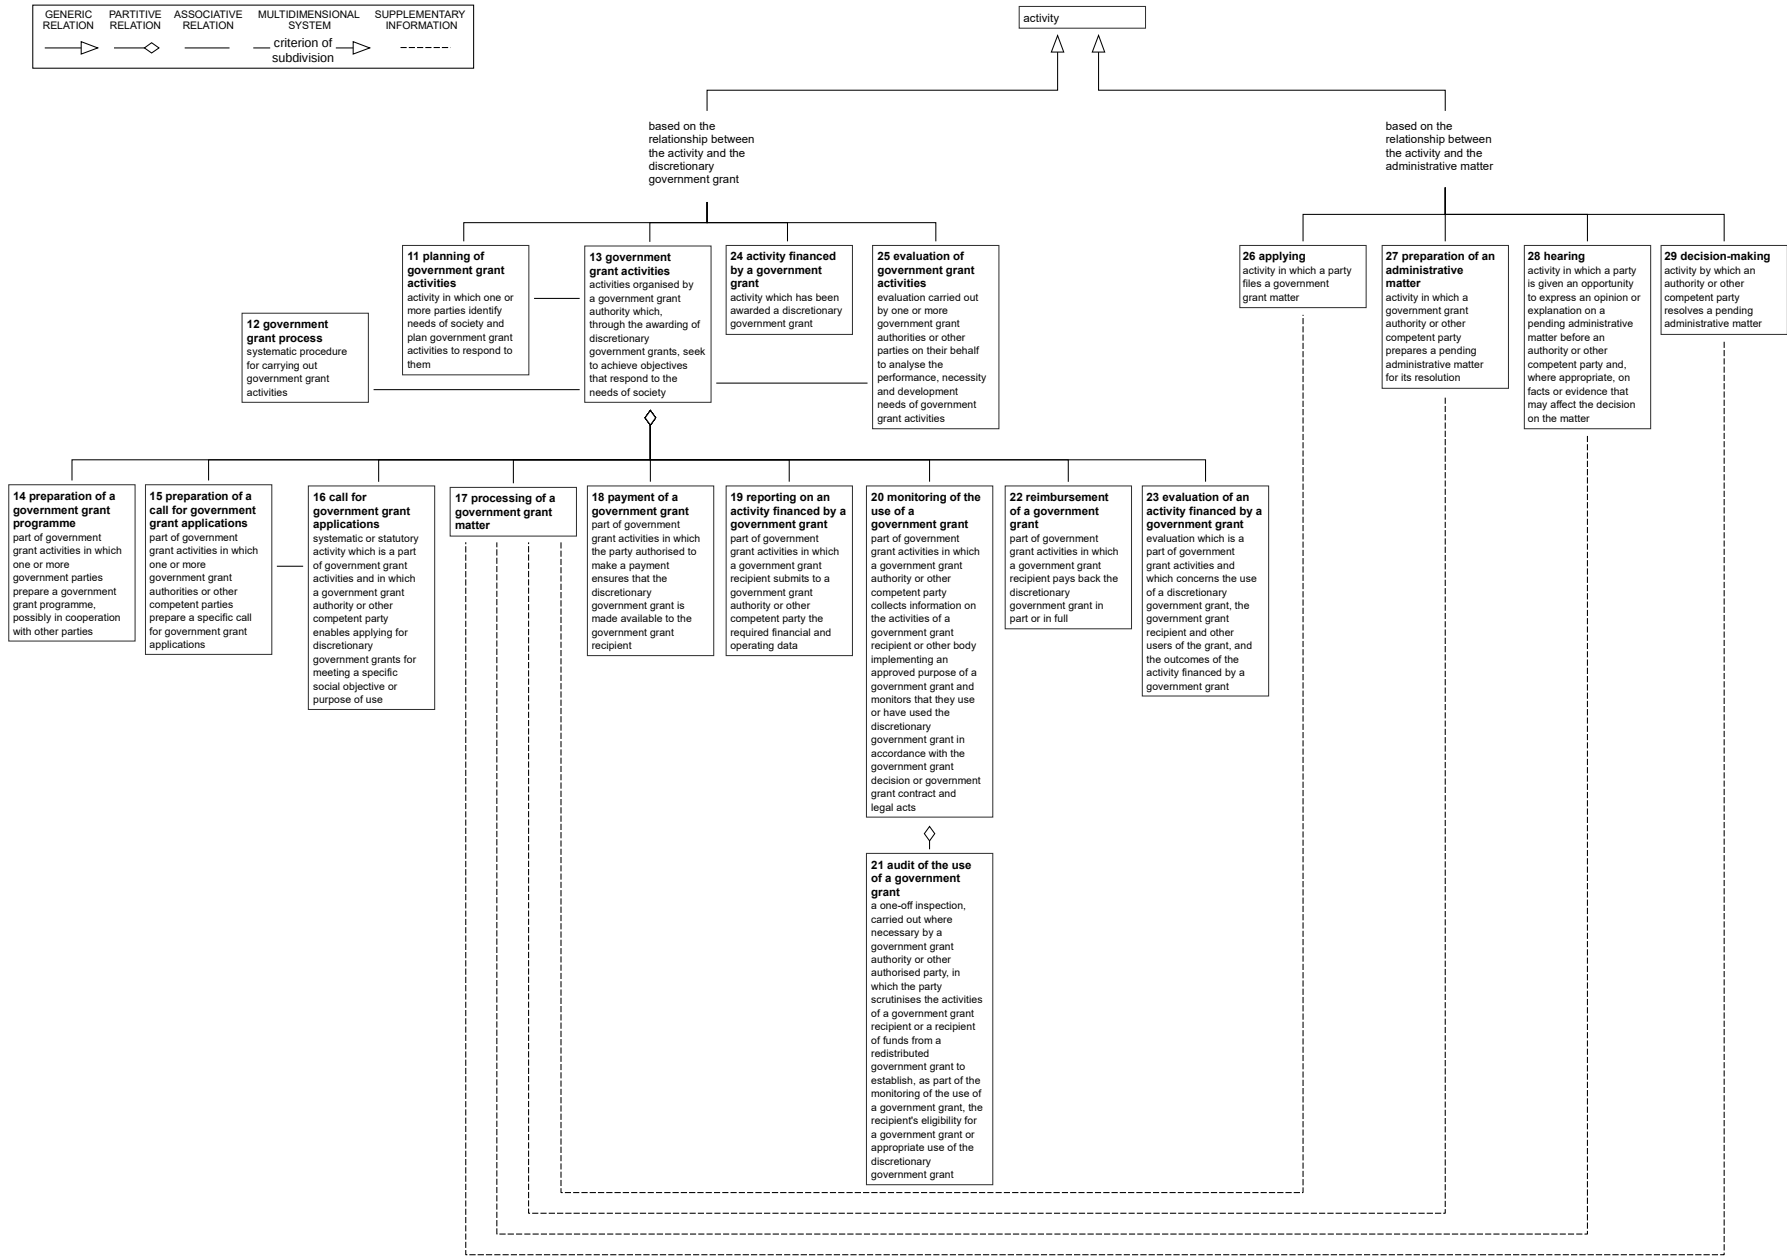 GENERIC
RELATION
PARTITIVE
RELATION
ASSOCIATIVE
RELATION
MULTIDIMENSIONAL
SYSTEM
criterion of
subdivision
SUPPLEMENTARY
INFORMATION
activity
based on the
relationship between
the activity and the
discretionary
government grant
based on the
relationship between
the activity and the
administrative matter
12 government
grant process
systematic procedure
for carrying out
government grant
activities
11 planning of
government grant
activities
activity in which one or
more parties identify
needs of society and
plan government grant
activities to respond to
them
13 government
grant activities
activities organised by
a government grant
authority which,
through the awarding of
discretionary
government grants, seek
to achieve objectives
that respond to the
needs of society
24 activity financed
by a government
grant
activity which has been
awarded a discretionary
government grant
25 evaluation of
government grant
activities
evaluation carried out
by one or more
government grant
authorities or other
parties on their behalf
to analyse the
performance, necessity
and development
needs of government
grant activities
26 applying
activity in which a party
files a government
grant matter
27 preparation of an
administrative
matter
activity in which a
government grant
authority or other
competent party
prepares a pending
administrative matter
for its resolution
28 hearing
activity in which a party
is given an opportunity
to express an opinion or
explanation on a
pending administrative
matter before an
authority or other
competent party and,
where appropriate, on
facts or evidence that
may affect the decision
on the matter
29 decision-making
activity by which an
authority or other
competent party
resolves a pending
administrative matter
14 preparation of a
government grant
programme
part of government
grant activities in which
one or more
government parties
prepare a government
grant programme,
possibly in cooperation
with other parties
15 preparation of a
call for government
grant applications
part of government
grant activities in which
one or more
government grant
authorities or other
competent parties
prepare a specific call
for government grant
applications
16 call for
government grant
applications
systematic or statutory
activity which is a part
of government grant
activities and in which
a government grant
authority or other
competent party
enables applying for
discretionary
government grants for
meeting a specific
social objective or
purpose of use
17 processing of a
government grant
matter
18 payment of a
government grant
part of government
grant activities in which
the party authorised to
make a payment
ensures that the
discretionary
government grant is
made available to the
government grant
recipient
19 reporting on an
activity financed by a
government grant
part of government
grant activities in which
a government grant
recipient submits to a
government grant
authority or other
competent party the
required financial and
operating data
20 monitoring of the
use of a
government grant
part of government
grant activities in which
a government grant
authority or other
competent party
collects information on
the activities of a
government grant
recipient or other body
implementing an
approved purpose of a
government grant and
monitors that they use
or have used the
discretionary
government grant in
accordance with the
government grant
decision or government
grant contract and
legal acts
22 reimbursement
of a government
grant
part of government
grant activities in which
a government grant
recipient pays back the
discretionary
government grant in
part or in full
23 evaluation of an
activity financed by a
government grant
evaluation which is a
part of government
grant activities and
which concerns the use
of a discretionary
government grant, the
government grant
recipient and other
users of the grant, and
the outcomes of the
activity financed by a
government grant
21 audit of the use
of a government
grant
a one-off inspection,
carried out where
necessary by a
government grant
authority or other
authorised party, in
which the party
scrutinises the activities
of a government grant
recipient or a recipient
of funds from a
redistributed
government grant to
establish, as part of the
monitoring of the use of
a government grant, the
recipient's eligibility for
a government grant or
appropriate use of the
discretionary
government grant